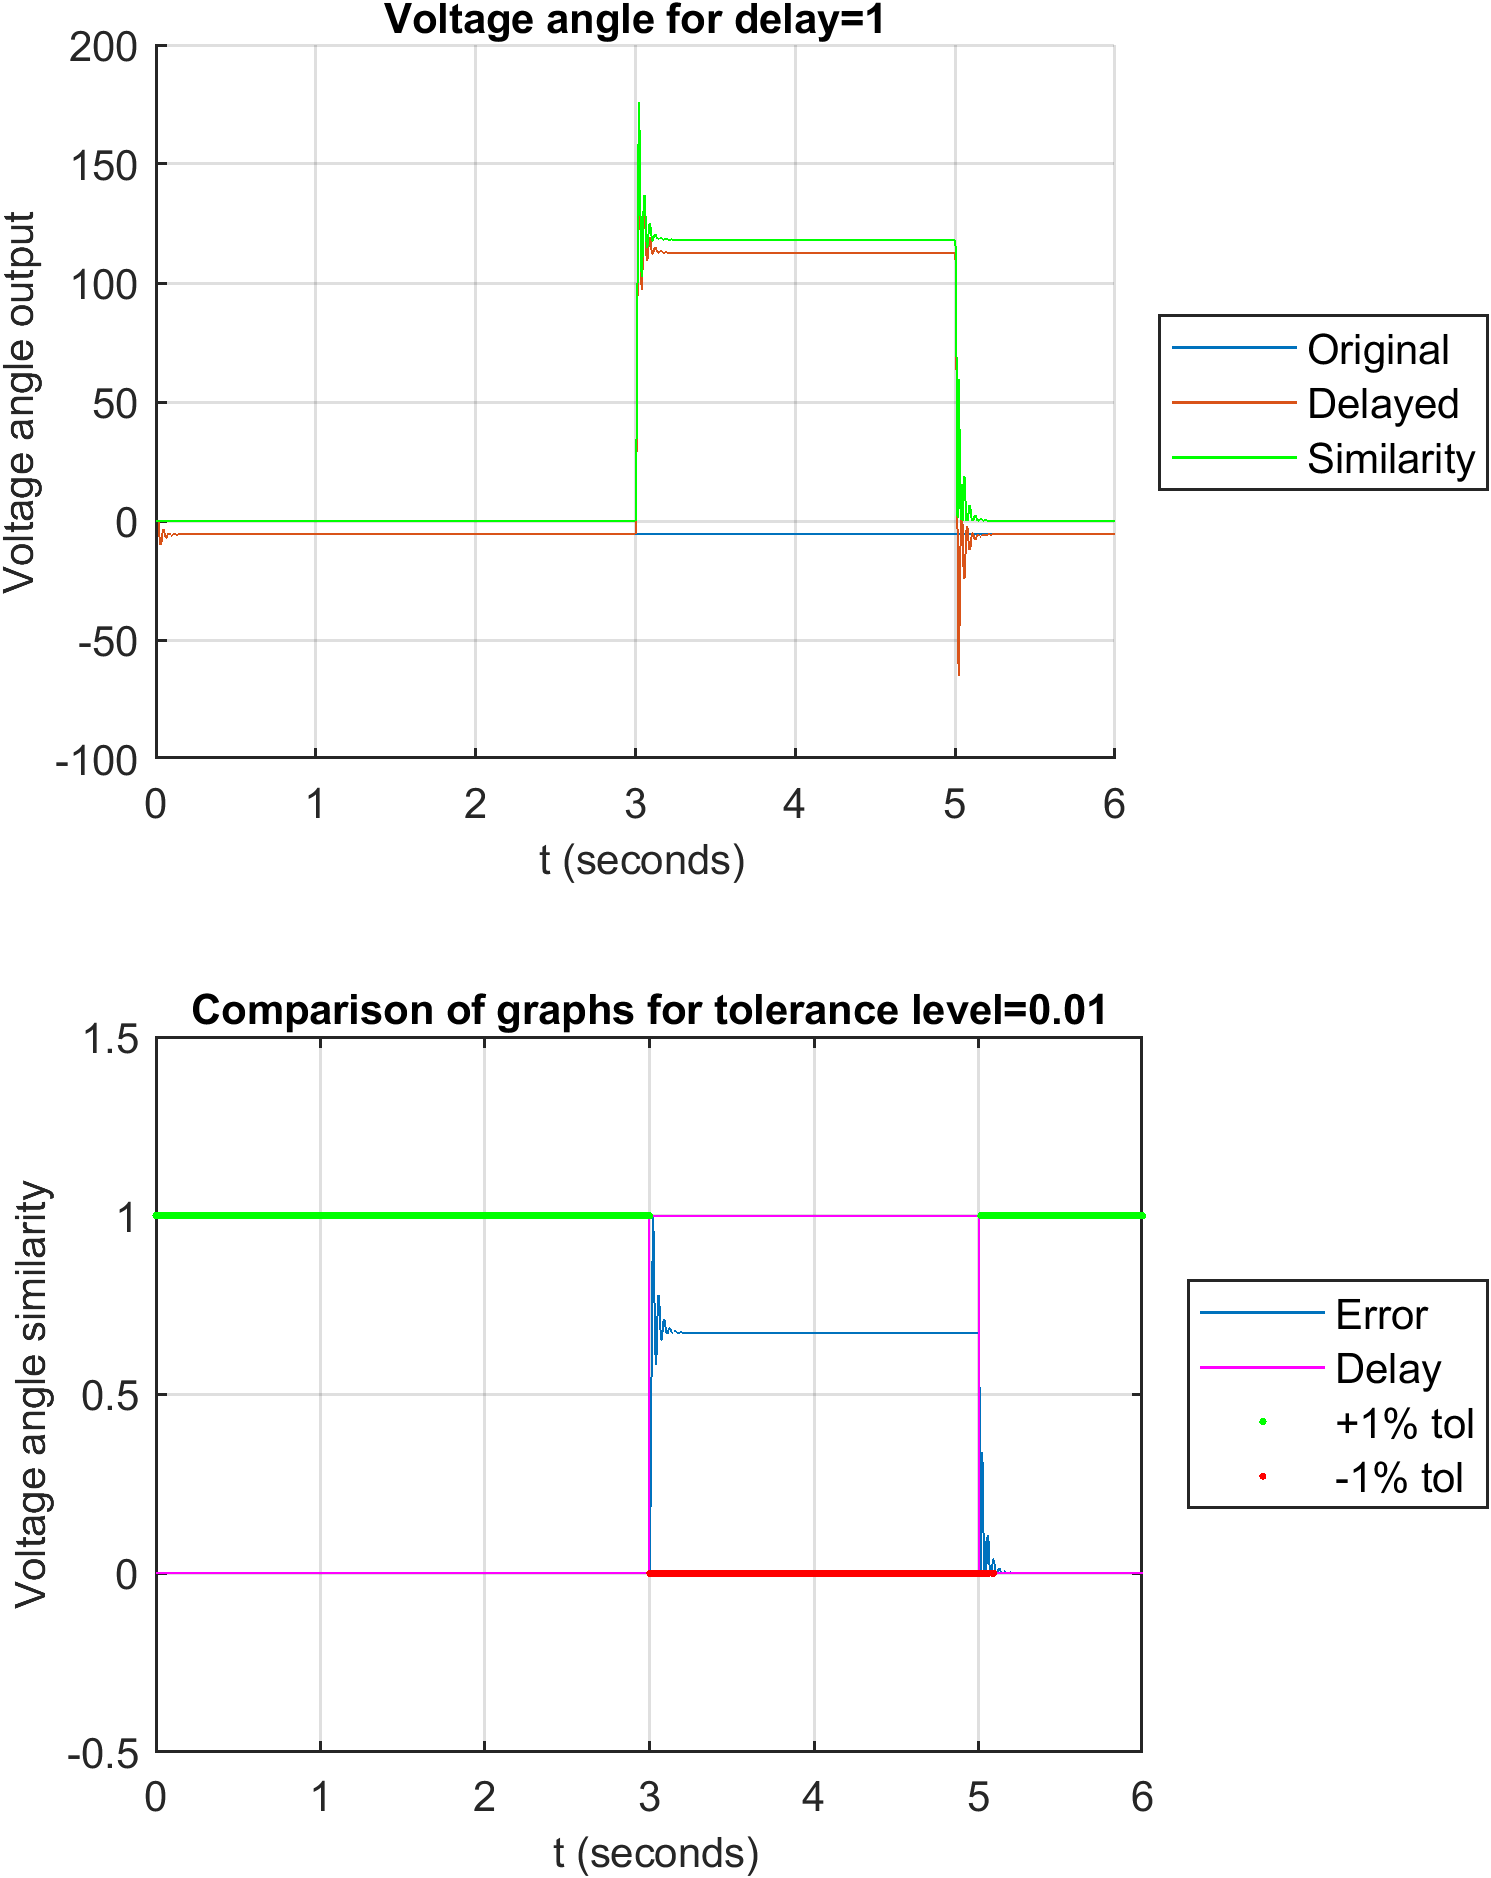 Voltage angle for delay=1
200
150
100
50
0
-50
-100
Voltage angle output
0 1 2 3 4 5 6
t (seconds)
Original
Delayed
Similarity
Comparison of graphs for tolerance level=0.01
1.5
1
0.5
0
-0.5
Voltage angle similarity
0 1 2 3 4 5 6
t (seconds)
Error
Delay
+1% tol
-1% tol